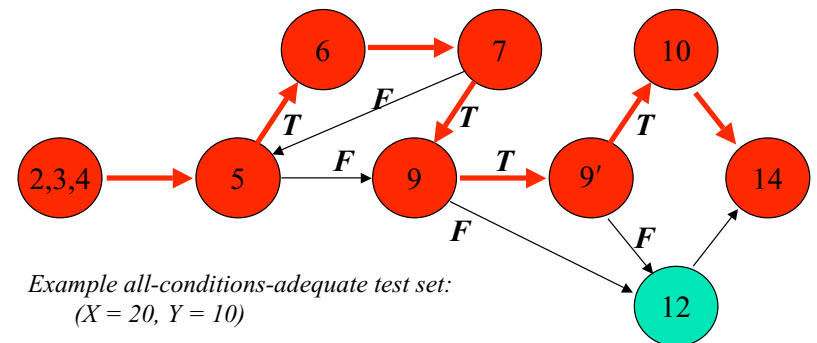 6
7
10
F
T
T
T
2,3,4
5
F
9
T
9′
14
F
F
12
Example all-conditions-adequate test set:
(X = 20, Y = 10)